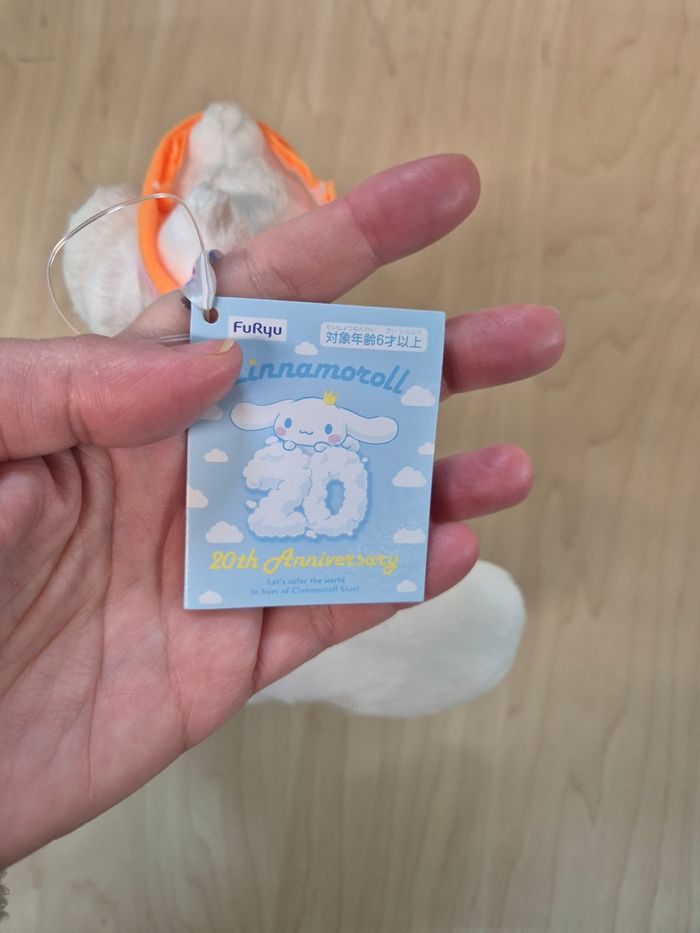 FuRyu
たいしょうねんれい さい いじょう
対象年齢6才以上
Cinnamoroll
20
20th Anniversary
Let's color the world
in hues of Cinnamoroll blue!